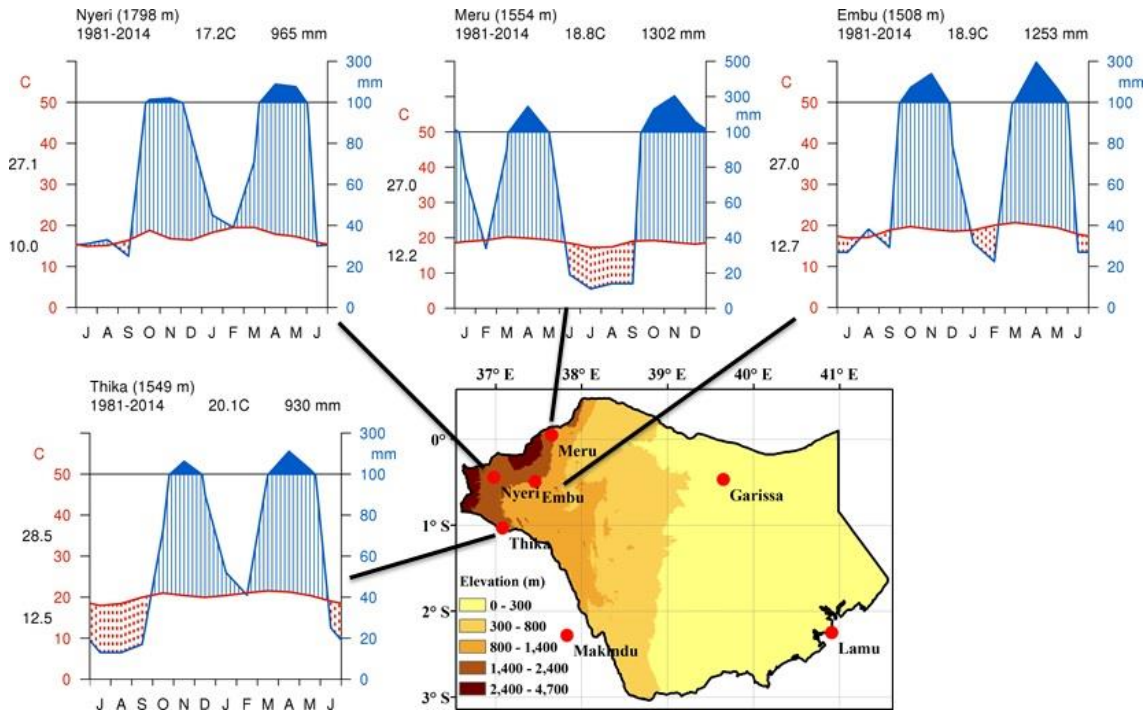 Nyeri (1798 m)
1981-2014 17.2C 965 mm
C
300
mm
50
100
40
80
27.1
30
60
20
40
10.0
10
20
0
0
J A S O N D J F M A M J
Meru (1554 m)
1981-2014 18.8C 1302 mm
500
mm
300
C
50
100
40
80
27.0
30
60
20
40
12.2
10
20
0
0
J F M A M J J A S O N D
Embu (1508 m)
1981-2014 18.9C 1253 mm
C
300
mm
50
100
40
80
27.0
30
60
20
40
12.7
10
20
0
0
J A S O N D J F M A M J
Thika (1549 m)
1981-2014 20.1C 930 mm
C
300
mm
50
100
40
80
28.5
30
60
20
40
12.5
10
20
0
0
J A S O N D J F M A M J
37° E 38° E 39° E 40° E 41° E
0°
1° S
2° S
3° S
Meru
Nyeri
Embu
Garissa
Thika
Makindu
Lamu
Elevation (m)
0 - 300
300 - 800
800 - 1,400
1,400 - 2,400
2,400 - 4,700